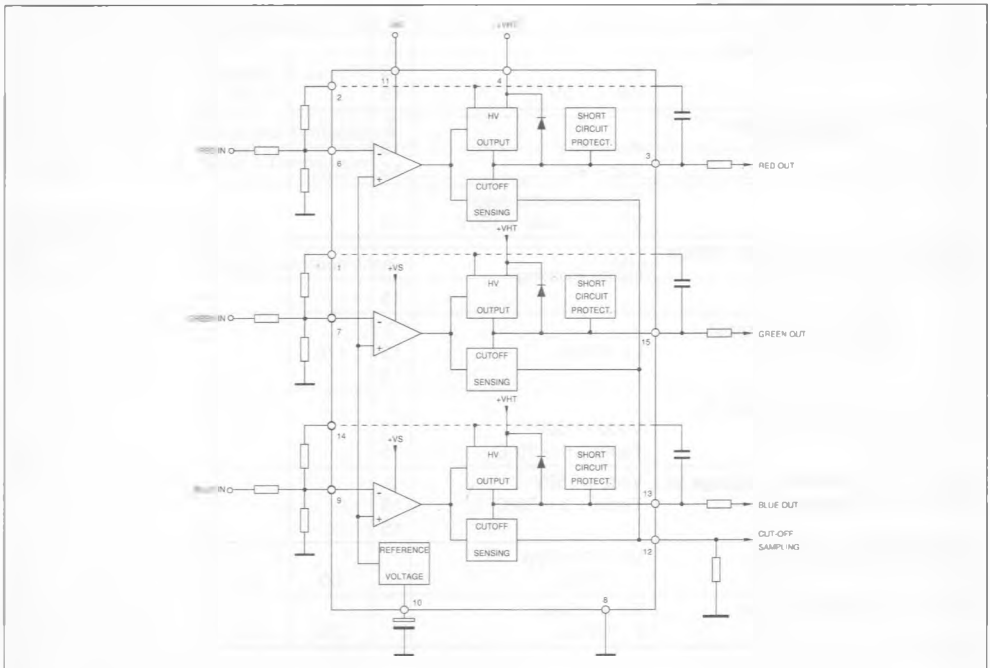 11
4
2
HV
OUTPUT
SHORT
CIRCUIT
PROTECT.
IN
6
-
+
3
RED OUT
CUTOFF
SENSING
+VHT
1
+VS
HV
OUTPUT
SHORT
CIRCUIT
PROTECT.
IN
7
-
+
15
GREEN OUT
CUTOFF
SENSING
+VHT
14
+VS
HV
OUTPUT
SHORT
CIRCUIT
PROTECT.
IN
9
-
+
13
BLUE OUT
CUTOFF
SENSING
12
CUT-OFF
SAMPLING
REFERENCE
VOLTAGE
10
8